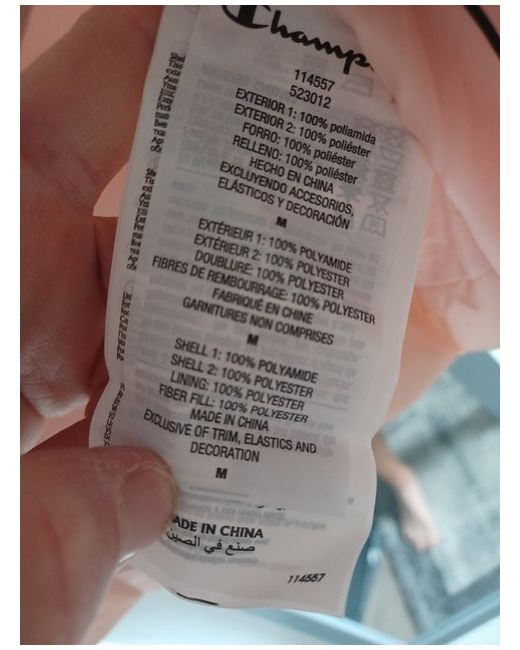 Champ
114557
523012
EXTERIOR 1: 100% poliamida
EXTERIOR 2: 100% poliéster
FORRO: 100% poliéster
RELLENO: 100% poliéster
HECHO EN CHINA
EXCLUYENDO ACCESORIOS,
ELÁSTICOS Y DECORACIÓN
M
EXTÉRIEUR 1: 100% POLYAMIDE
EXTÉRIEUR 2: 100% POLYESTER
DOUBLURE: 100% POLYESTER
FIBRES DE REMBOURRAGE: 100% POLYESTER
FABRIQUÉ EN CHINE
GARNITURES NON COMPRISES
M
SHELL 1: 100% POLYAMIDE
SHELL 2: 100% POLYESTER
LINING: 100% POLYESTER
FIBER FILL: 100% POLYESTER
MADE IN CHINA
EXCLUSIVE OF TRIM, ELASTICS AND
DECORATION
M
ADE IN CHINA
صنع في الصين
114557